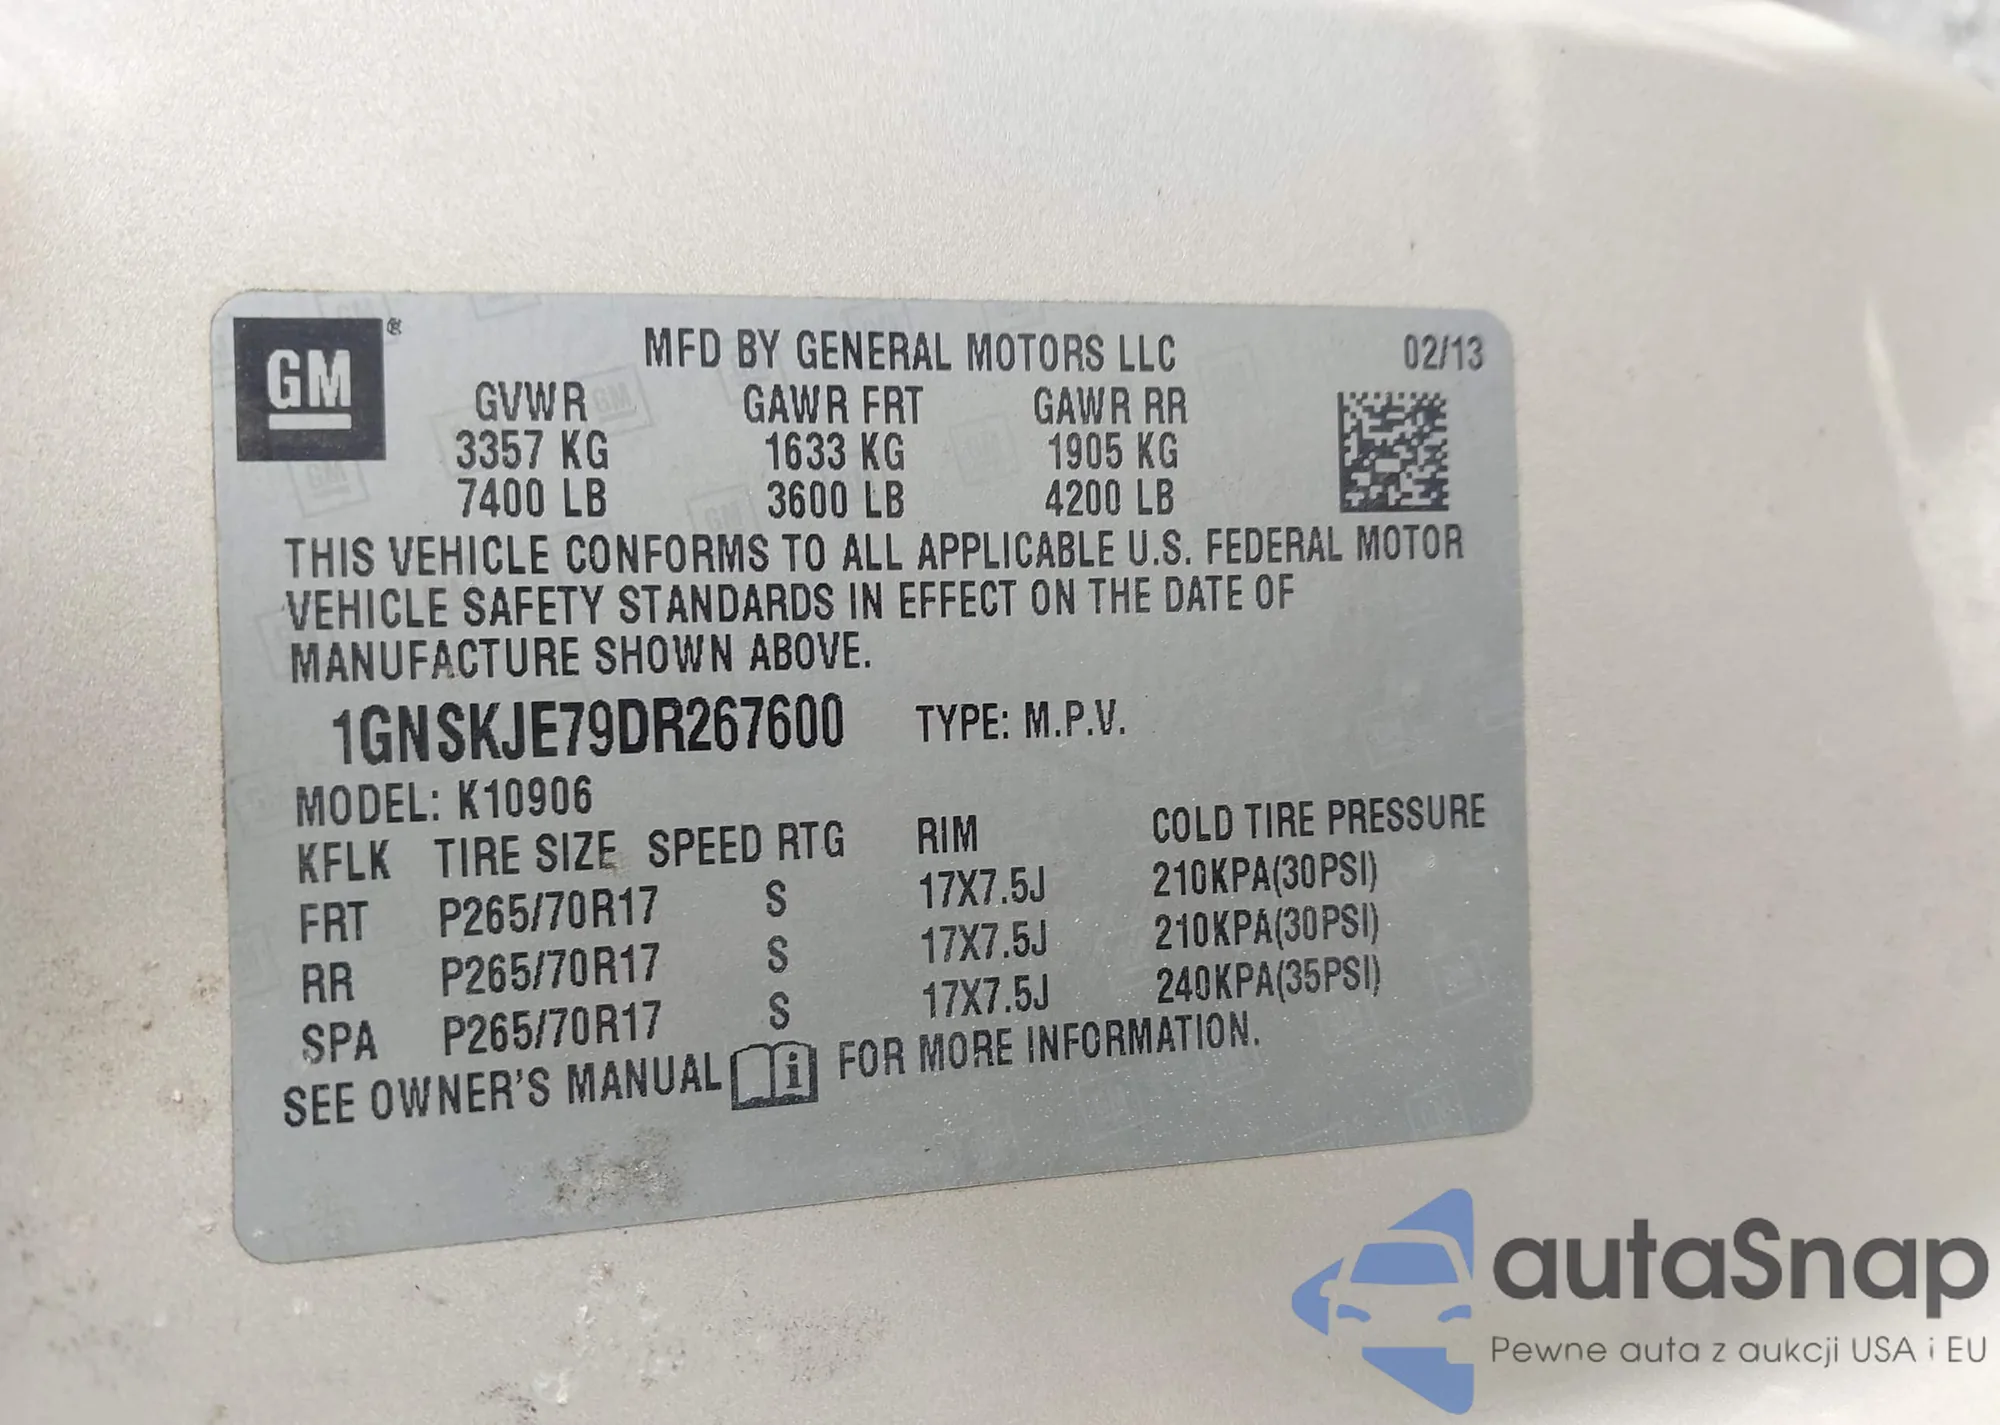 GM®
MFD BY GENERAL MOTORS LLC 02/13
GVWR GAWR FRT GAWR RR
3357 KG 1633 KG 1905 KG
7400 LB 3600 LB 4200 LB
THIS VEHICLE CONFORMS TO ALL APPLICABLE U.S. FEDERAL MOTOR
VEHICLE SAFETY STANDARDS IN EFFECT ON THE DATE OF
MANUFACTURE SHOWN ABOVE.
1GNSKJE79DR267600 TYPE: M.P.V.
MODEL: K10906
KFLK TIRE SIZE SPEED RTG RIM COLD TIRE PRESSURE
FRT P265/70R17 S 17X7.5J 210KPA(30PSI)
RR P265/70R17 S 17X7.5J 210KPA(30PSI)
SPA P265/70R17 S 17X7.5J 240KPA(35PSI)
SEE OWNER'S MANUAL i FOR MORE INFORMATION.
autaSnap
Pewne auta z aukcji USA i EU